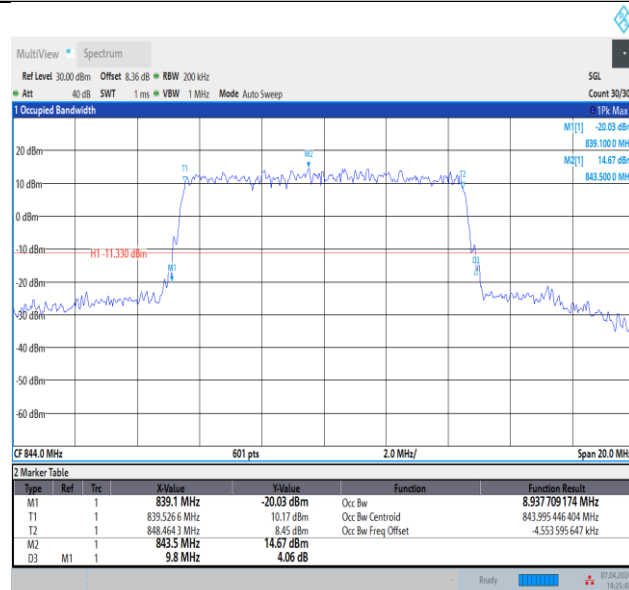 MultiView Spectrum
Ref Level 30.00 dBm Offset 8.36 dB RBW 200 kHz SGL
Att 40 dB SWT 1 ms VBW 1 MHz Mode Auto Sweep Count 30/30
1 Occupied Bandwidth 1Pk Max
M1[1] -20.03 dBm
839.1000 MH
M2[1] 14.67 dBm
843.5000 MH
20 dBm
10 dBm
0 dBm
-10 dBm
-20 dBm
-30 dBm
-40 dBm
-50 dBm
-60 dBm
H1 -11.330 dBm
T1
M2
T2
M1
D3
CF 844.0 MHz 601 pts 2.0 MHz/ Span 20.0 MH
2 Marker Table
Type Ref Trc X-Value Y-Value Function Function Result
M1 1 839.1 MHz -20.03 dBm Occ Bw 8.937 709 174 MHz
T1 1 839.526 6 MHz 10.17 dBm Occ Bw Centroid 843.995 446 404 MHz
T2 1 848.464 3 MHz 8.45 dBm Occ Bw Freq Offset -4.553 595 647 kHz
M2 1 843.5 MHz 14.67 dBm
D3 M1 1 9.8 MHz 4.06 dB
Ready